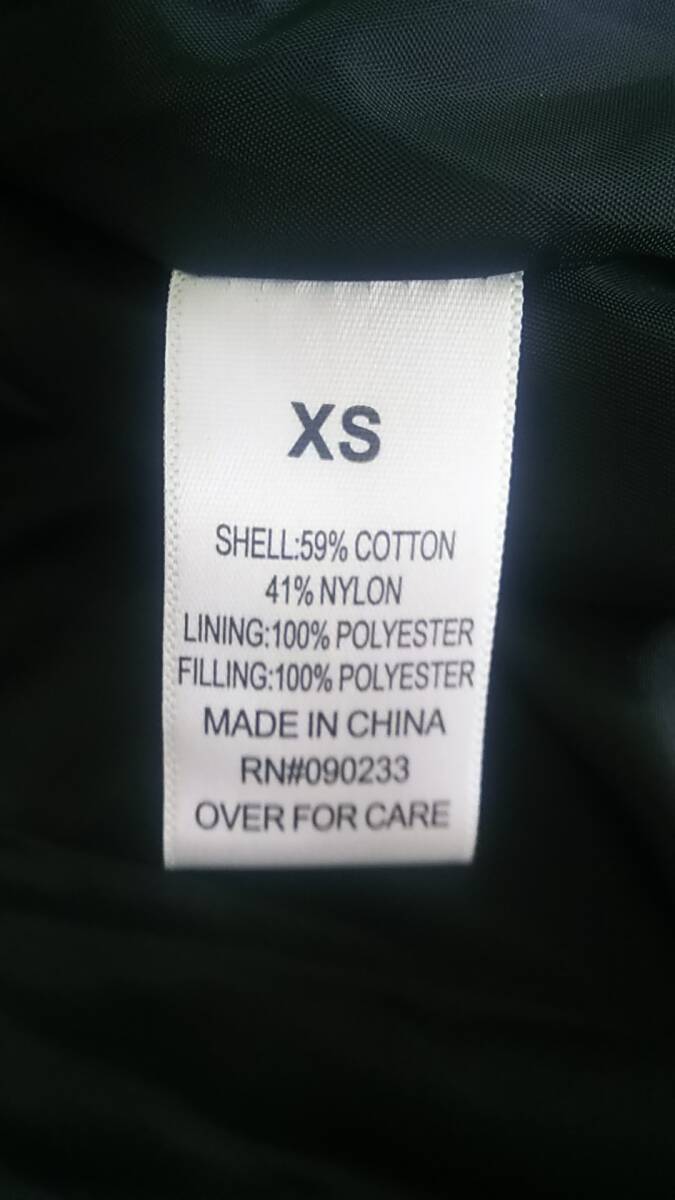 XS
SHELL:59% COTTON
41% NYLON
LINING:100% POLYESTER
FILLING:100% POLYESTER
MADE IN CHINA
RN#090233
OVER FOR CARE